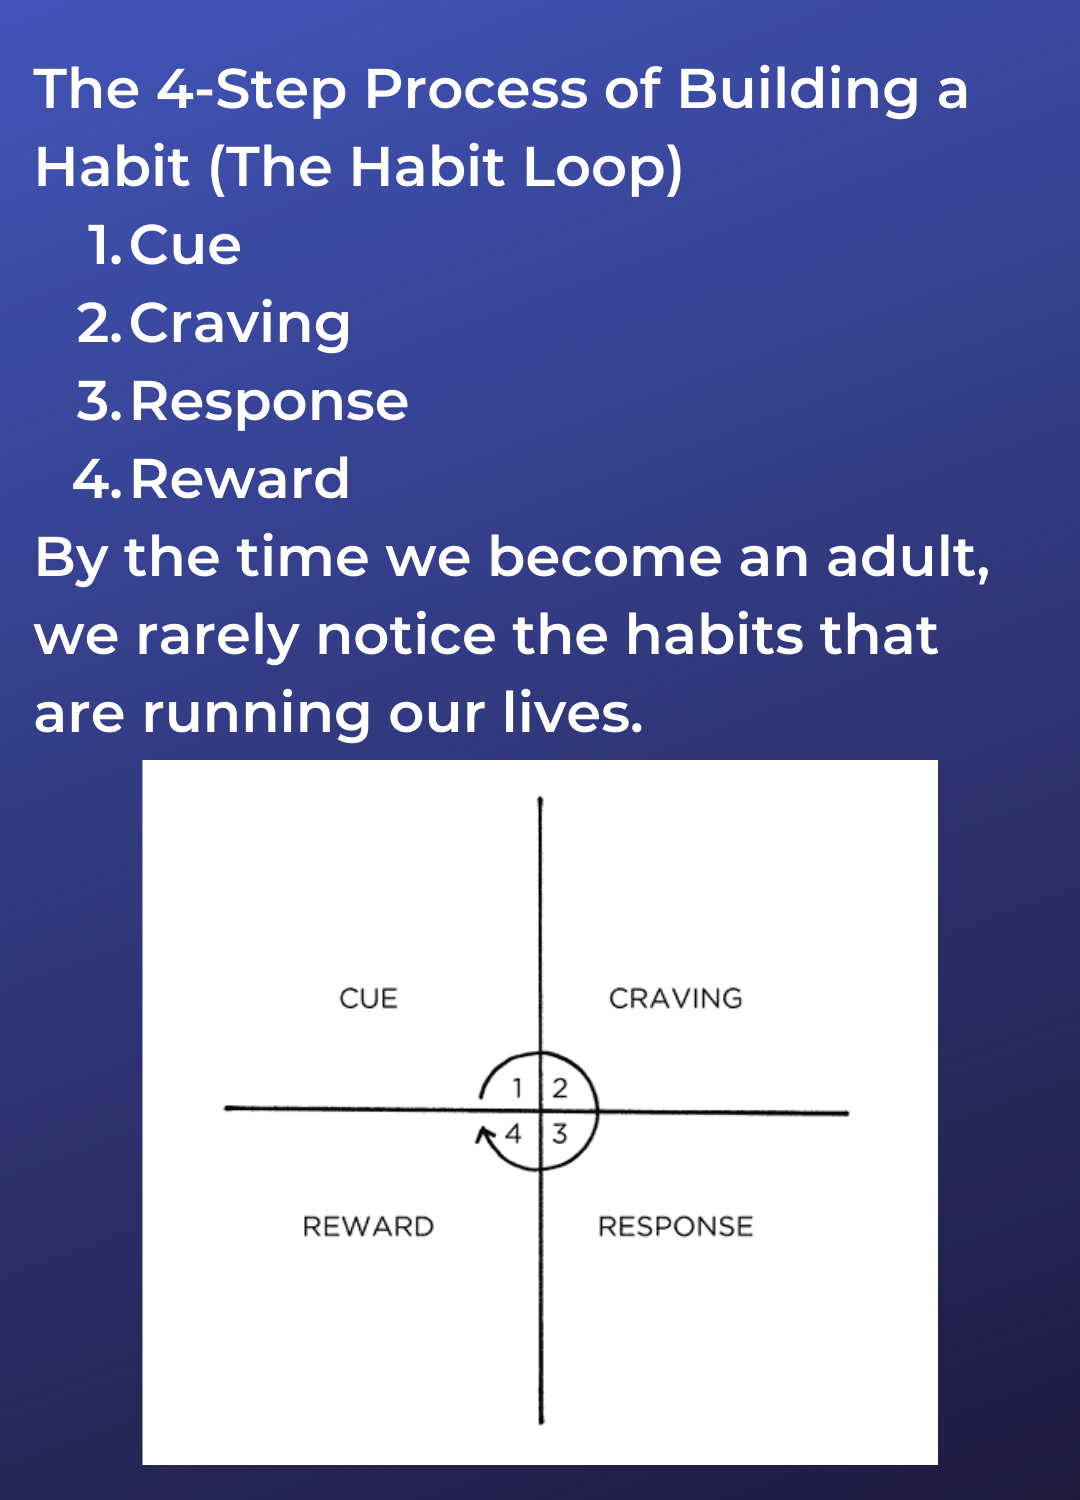 The 4-Step Process of Building a
Habit (The Habit Loop)
1. Cue
2. Craving
3. Response
4. Reward
By the time we become an adult,
we rarely notice the habits that
are running our lives.
CUE CRAVING
1 2
4 3
REWARD RESPONSE